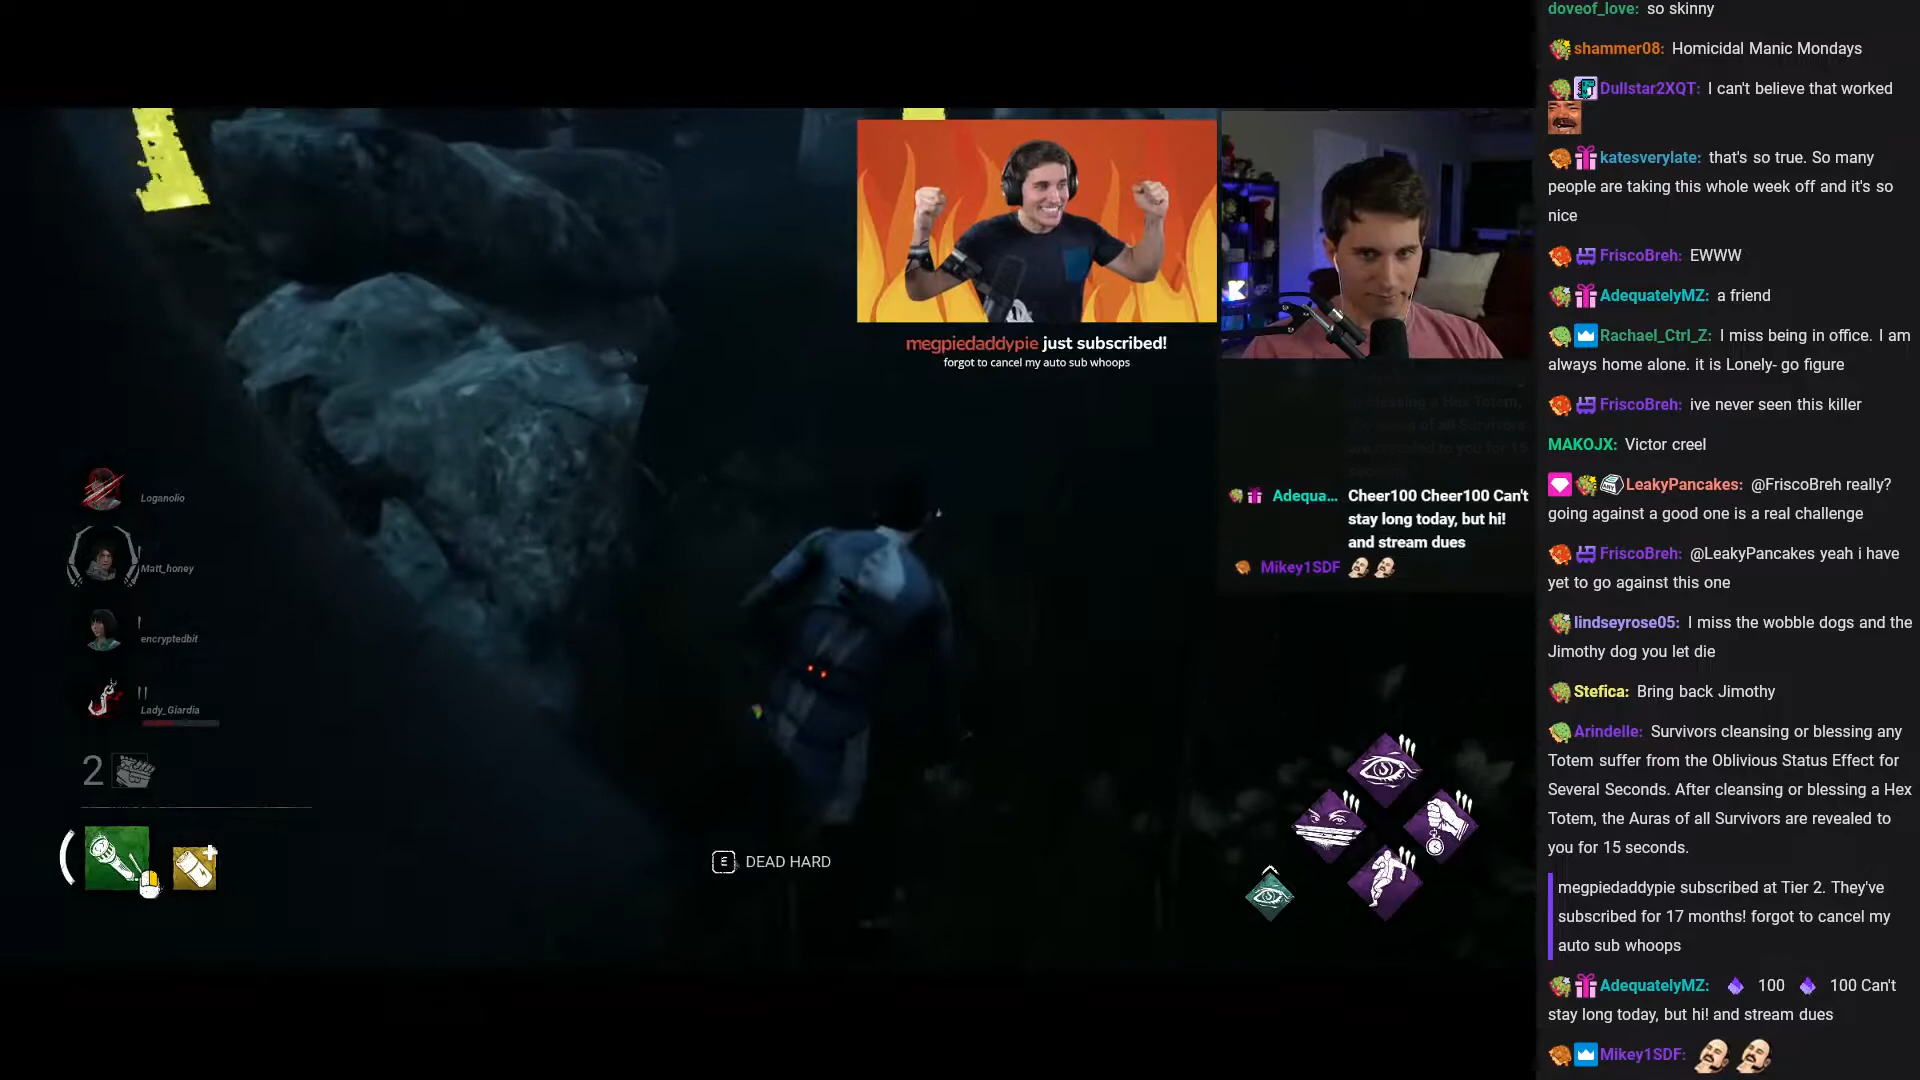 megpiedaddypie just subscribed!
forgot to cancel my auto sub whoops
Adequa... Cheer100 Cheer100 Can't
stay long today, but hi!
and stream dues
Mikey1SDF
Loganolio
Matt_honey
encryptedbit
Lady_Giardia
2
E DEAD HARD
doveof_love: so skinny
shammer08: Homicidal Manic Mondays
Dullstar2XQT: I can't believe that worked
katesverylate: that's so true. So many
people are taking this whole week off and it's so
nice
FriscoBreh: EWWW
AdequatelyMZ: a friend
Rachael_Ctrl_Z: I miss being in office. I am
always home alone. it is Lonely- go figure
FriscoBreh: ive never seen this killer
MAKOJX: Victor creel
LeakyPancakes: @FriscoBreh really?
going against a good one is a real challenge
FriscoBreh: @LeakyPancakes yeah i have
yet to go against this one
lindseyrose05: I miss the wobble dogs and the
Jimothy dog you let die
Stefica: Bring back Jimothy
Arindelle: Survivors cleansing or blessing any
Totem suffer from the Oblivious Status Effect for
Several Seconds. After cleansing or blessing a Hex
Totem, the Auras of all Survivors are revealed to
you for 15 seconds.
megpiedaddypie subscribed at Tier 2. They've
subscribed for 17 months! forgot to cancel my
auto sub whoops
AdequatelyMZ: 100 100 Can't
stay long today, but hi! and stream dues
Mikey1SDF: